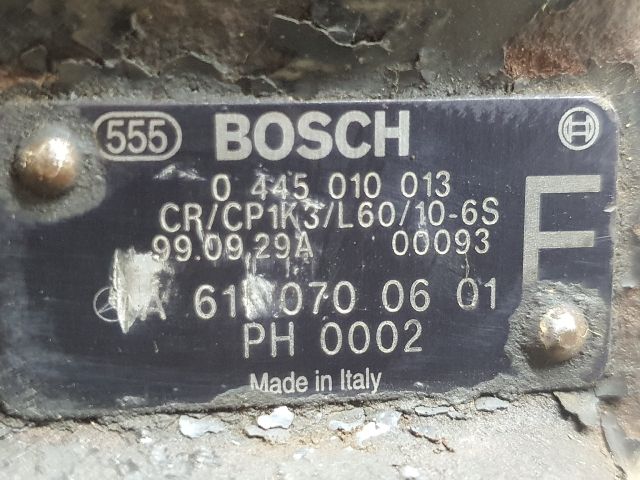 555 BOSCH
0 445 010 013
CR/CP1K3/L60/10-6S
99.09.29A 00093
F
A 070 06 01
PH 0002
Made in Italy